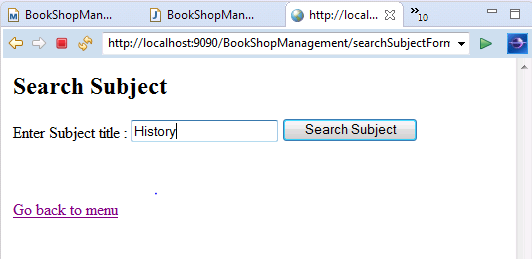 BookShopMan... BookShopMan... http://local... »10
http://localhost:9090/BookShopManagement/searchSubjectForm
Search Subject
Enter Subject title : History Search Subject
Go back to menu